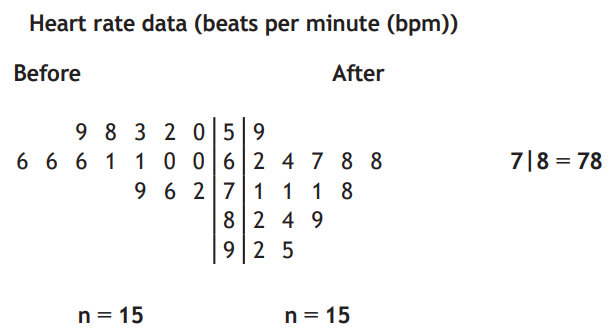 Heart rate data (beats per minute (bpm))
Before After
9 8 3 2 0 | 5 | 9
6 6 6 1 1 0 0 | 6 | 2 4 7 8 8 7|8 = 78
9 6 2 | 7 | 1 1 1 8
8 | 2 4 9
9 | 2 5
n = 15 n = 15